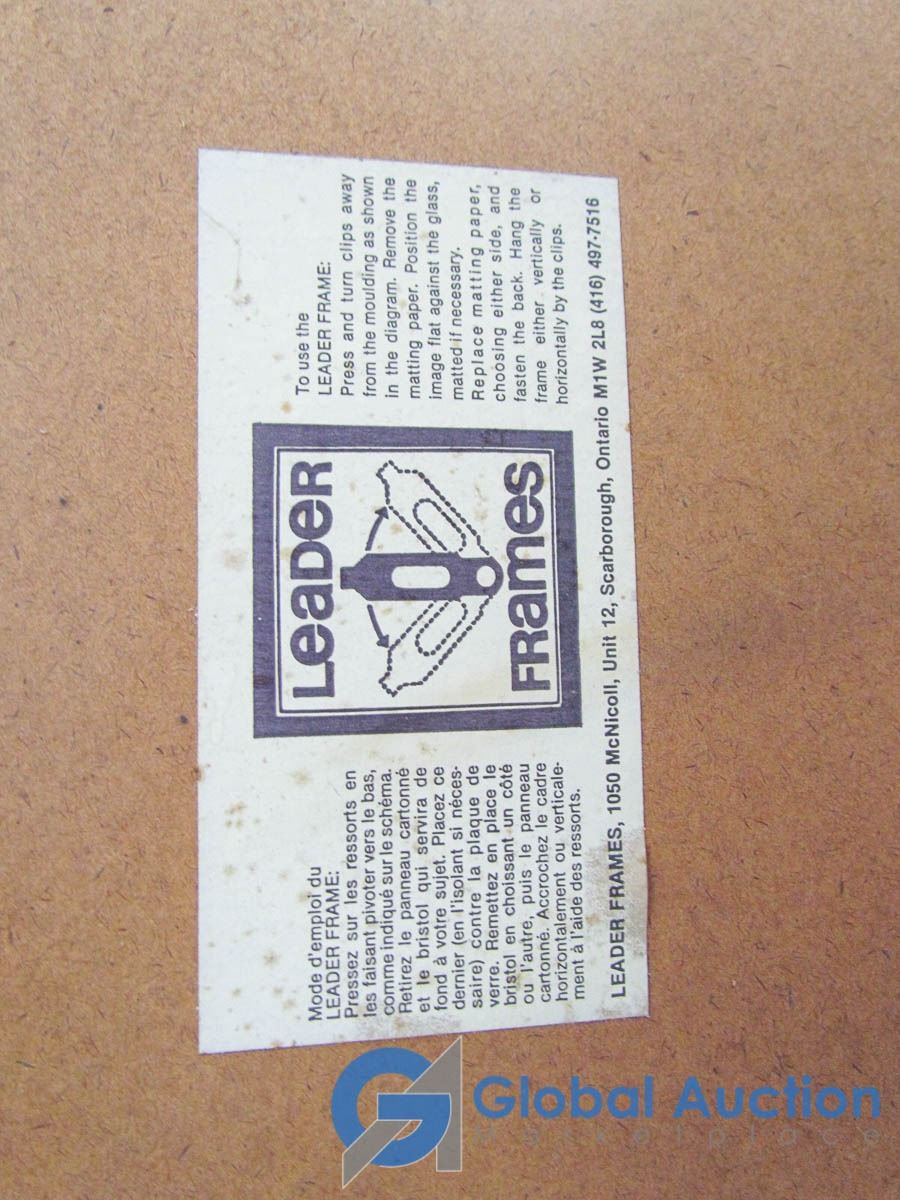 Mode d'emploi du
LEADER FRAME:
Pressez sur les ressorts en
les faisant pivoter vers le bas,
comme indiqué sur le schéma.
Retirez le panneau cartonné
et le bristol qui servira de
fond à votre sujet. Placez ce
dernier (en l'isolant si néces-
saire) contre la plaque de
verre. Remettez en place le
bristol en choissant un côté
ou l'autre, puis le panneau
cartonné. Accrochez le cadre
horizontalement ou verticale-
ment à l'aide des ressorts.
LeaDeR
FRames
To use the
LEADER FRAME:
Press and turn clips away
from the moulding as shown
in the diagram. Remove the
matting paper. Position the
image flat against the glass,
matted if necessary.
Replace matting paper,
choosing either side, and
fasten the back. Hang the
frame either vertically or
horizontally by the clips.
LEADER FRAMES, 1050 McNicoll, Unit 12, Scarborough, Ontario M1W 2L8 (416) 497-7516
GA Global Auction
Marketplace